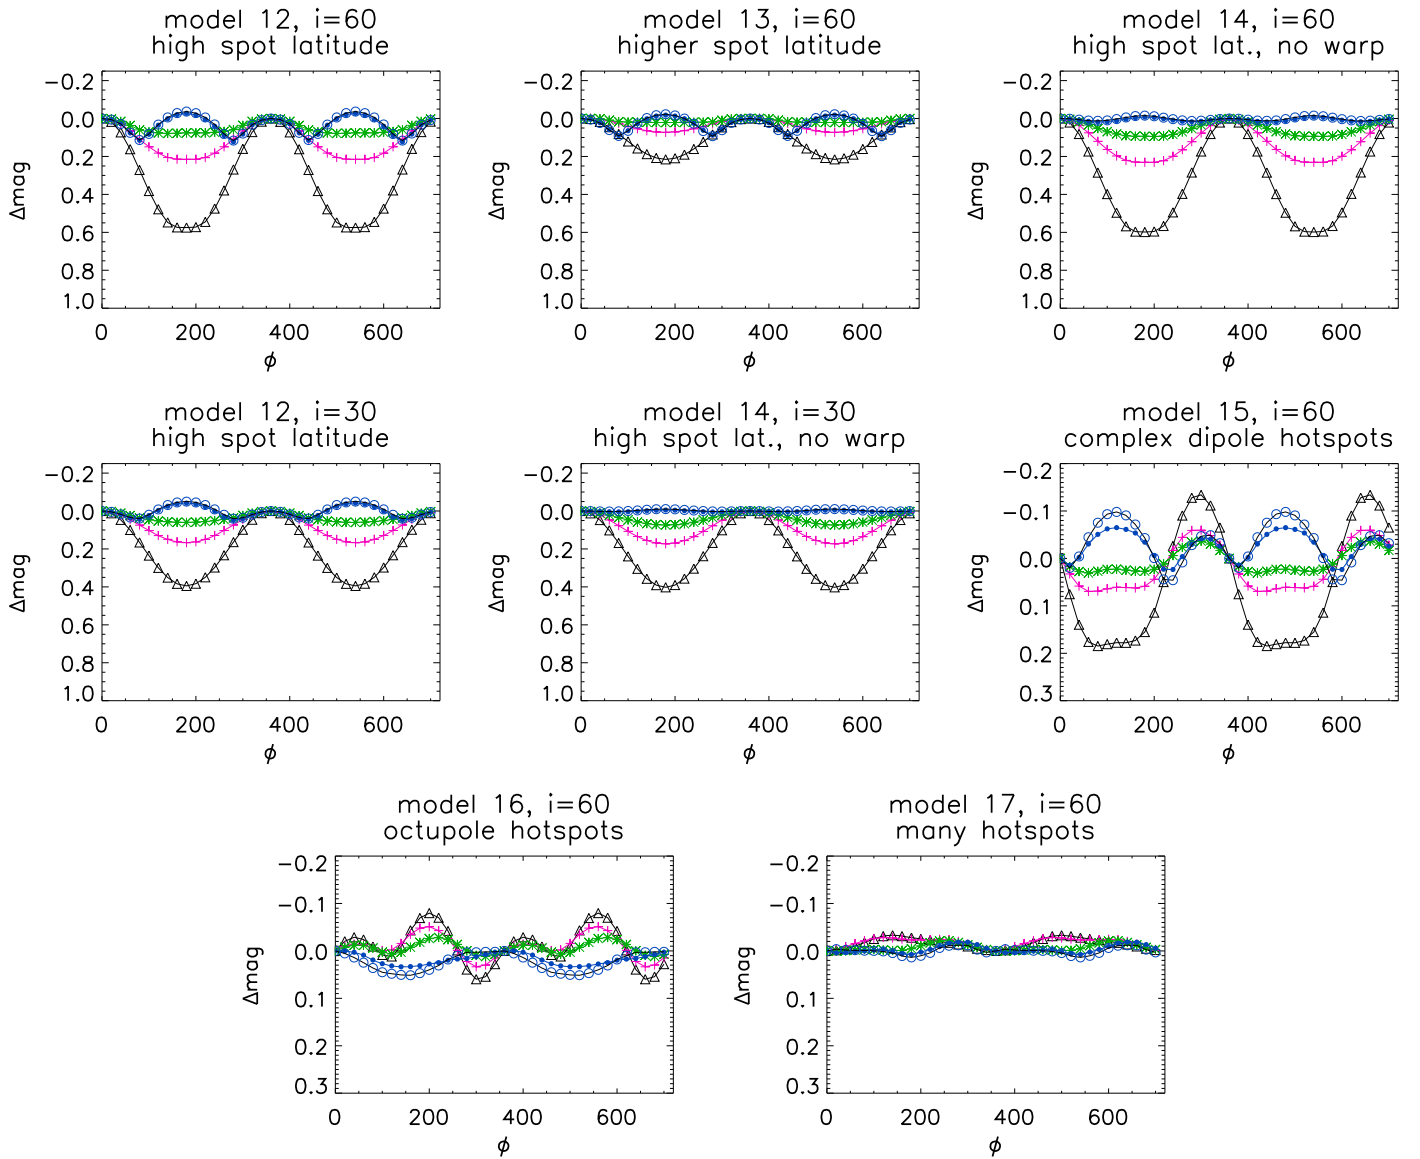 model 12, i=60
high spot latitude
−0.2
0.0
0.2
0.4
0.6
0.8
1.0
Δmag
0 200 400 600
ϕ
model 13, i=60
higher spot latitude
−0.2
0.0
0.2
0.4
0.6
0.8
1.0
Δmag
0 200 400 600
ϕ
model 14, i=60
high spot lat., no warp
−0.2
0.0
0.2
0.4
0.6
0.8
1.0
Δmag
0 200 400 600
ϕ
model 12, i=30
high spot latitude
−0.2
0.0
0.2
0.4
0.6
0.8
1.0
Δmag
0 200 400 600
ϕ
model 14, i=30
high spot lat., no warp
−0.2
0.0
0.2
0.4
0.6
0.8
1.0
Δmag
0 200 400 600
ϕ
model 15, i=60
complex dipole hotspots
−0.2
−0.1
0.0
0.1
0.2
0.3
Δmag
0 200 400 600
ϕ
model 16, i=60
octupole hotspots
−0.2
−0.1
0.0
0.1
0.2
0.3
Δmag
0 200 400 600
ϕ
model 17, i=60
many hotspots
−0.2
−0.1
0.0
0.1
0.2
0.3
Δmag
0 200 400 600
ϕ